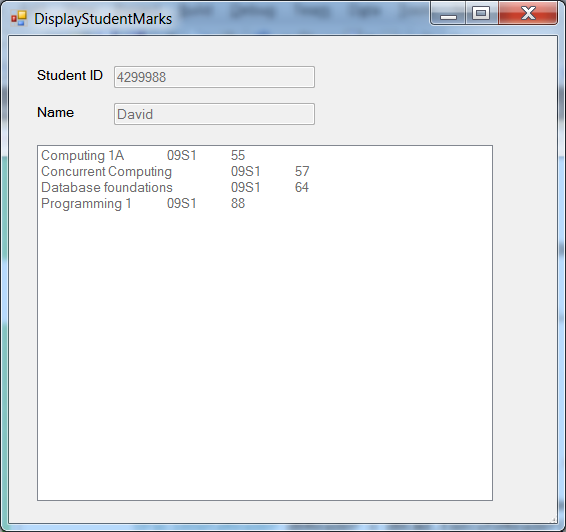 DisplayStudentMarks
Student ID 4299988
Name David
Computing 1A 09S1 55
Concurrent Computing 09S1 57
Database foundations 09S1 64
Programming 1 09S1 88